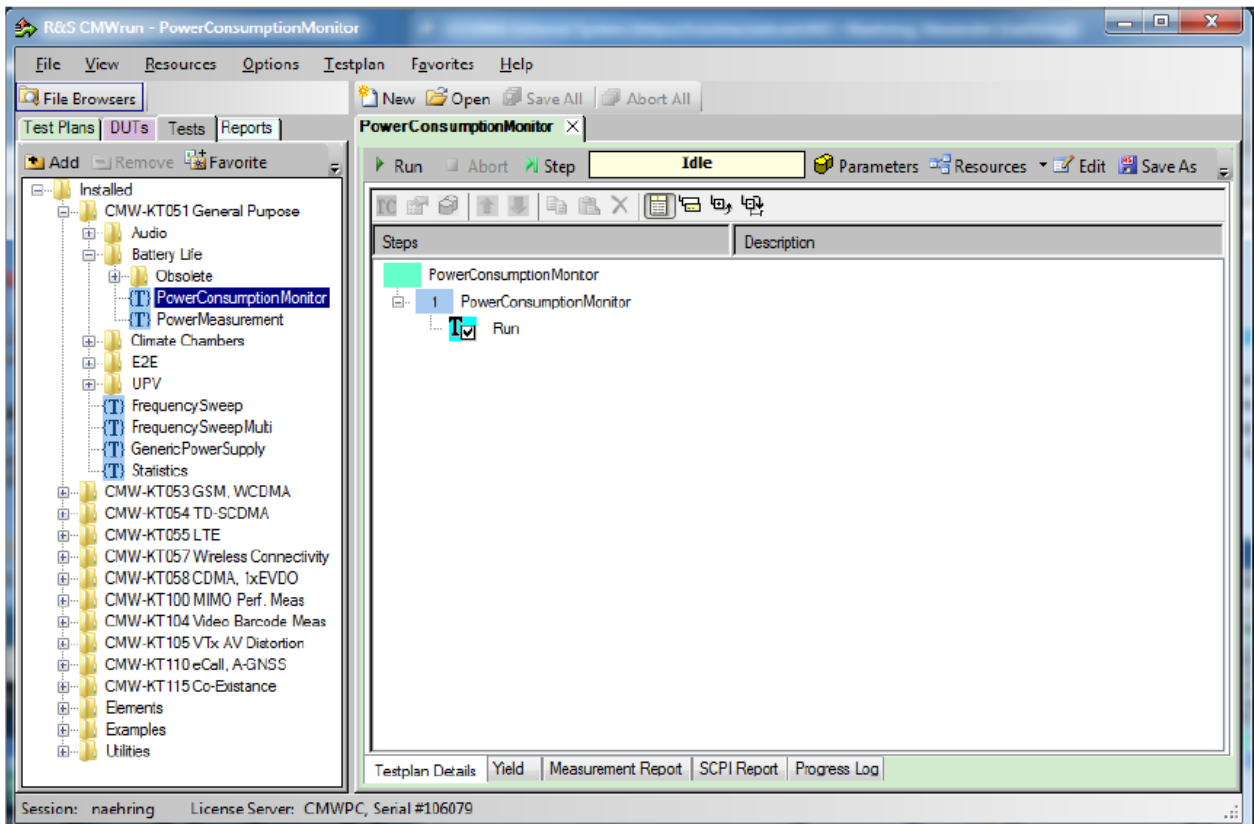 R&S CMWrun - PowerConsumptionMonitor
File View Resources Options Testplan Favorites Help
File Browsers
New Open Save All Abort All
Test Plans DUTs Tests Reports
PowerConsumptionMonitor
Add Remove Favorite
Run Abort Step Idle Parameters Resources Edit Save As
Installed
CMW-KT051 General Purpose
Audio
Battery Life
Obsolete
{T} PowerConsumptionMonitor
{T} PowerMeasurement
Climate Chambers
E2E
UPV
{T} FrequencySweep
{T} FrequencySweepMulti
{T} GenericPowerSupply
{T} Statistics
CMW-KT053 GSM, WCDMA
CMW-KT054 TD-SCDMA
CMW-KT055 LTE
CMW-KT057 Wireless Connectivity
CMW-KT058 CDMA, 1xEVDO
CMW-KT100 MIMO Perf. Meas
CMW-KT104 Video Barcode Meas
CMW-KT105 VTx AV Distortion
CMW-KT110 eCall, A-GNSS
CMW-KT115 Co-Existance
Elements
Examples
Utilities
TC
Steps Description
PowerConsumptionMonitor
1 PowerConsumptionMonitor
T Run
Testplan Details Yield Measurement Report SCPI Report Progress Log
Session: naehring License Server: CMWPC, Serial #106079